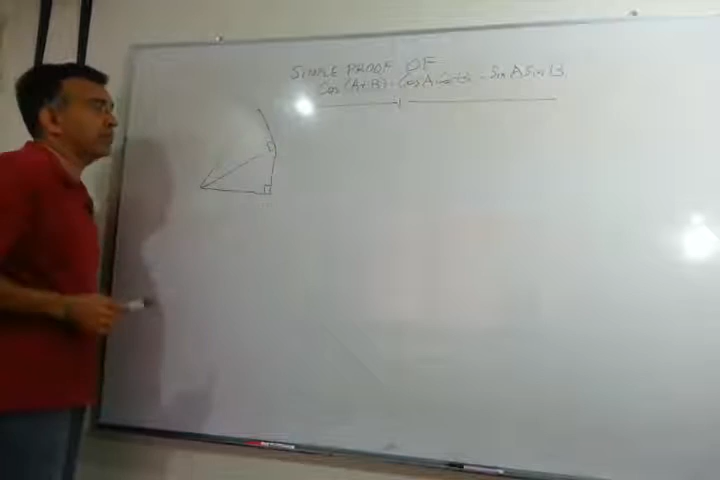 SIMPLE PROOF OF
Cos (A+B) = Cos A Cos B - Sin A Sin B